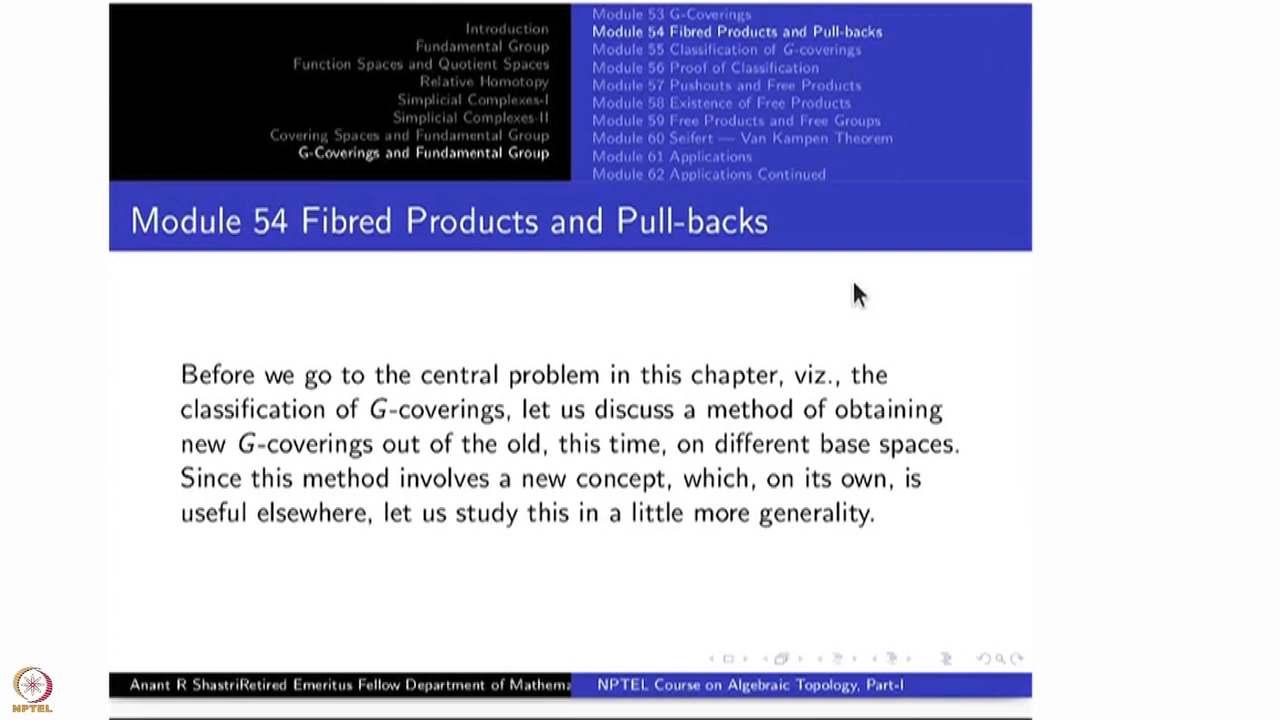 Introduction
Fundamental Group
Function Spaces and Quotient Spaces
Relative Homotopy
Simplicial Complexes-I
Simplicial Complexes-II
Covering Spaces and Fundamental Group
G-Coverings and Fundamental Group
Module 53 G-Coverings
Module 54 Fibred Products and Pull-backs
Module 55 Classification of G-coverings
Module 56 Proof of Classification
Module 57 Pushouts and Free Products
Module 58 Existence of Free Products
Module 59 Free Products and Free Groups
Module 60 Seifert — Van Kampen Theorem
Module 61 Applications
Module 62 Applications Continued
Module 54 Fibred Products and Pull-backs
Before we go to the central problem in this chapter, viz., the
classification of G-coverings, let us discuss a method of obtaining
new G-coverings out of the old, this time, on different base spaces.
Since this method involves a new concept, which, on its own, is
useful elsewhere, let us study this in a little more generality.
Anant R ShastriRetired Emeritus Fellow Department of Mathema
NPTEL Course on Algebraic Topology, Part-I
NPTEL